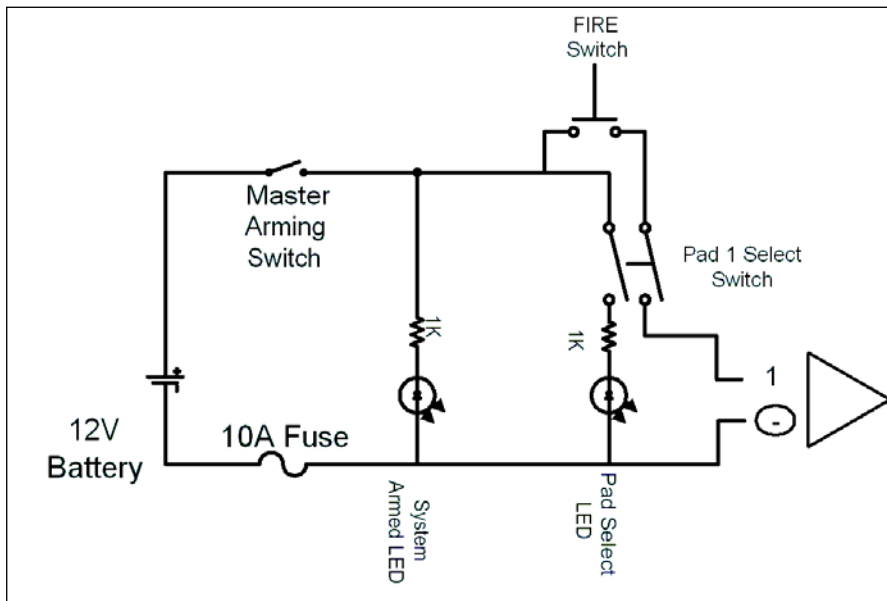 FIRE
Switch
Master
Arming
Switch
Pad 1 Select
Switch
1K
1K
1
-
+
12V
Battery
10A Fuse
System
Armed LED
Pad Select
LED